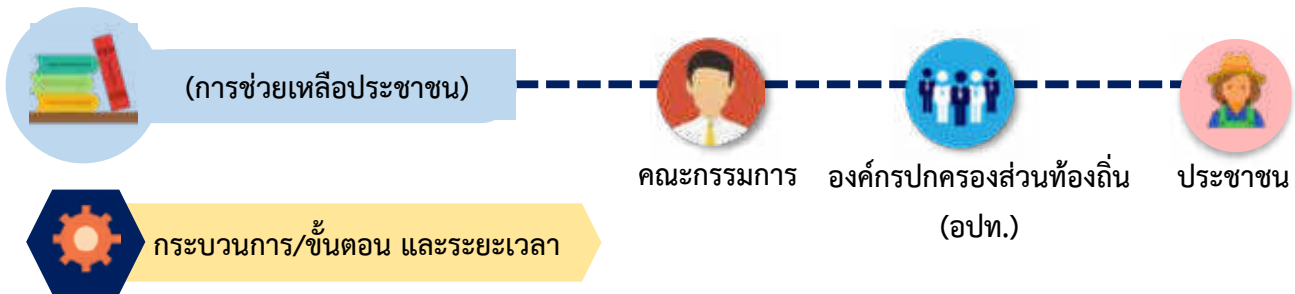 (การช่วยเหลือประชาชน)
คณะกรรมการ
องค์กรปกครองส่วนท้องถิ่น
(อปท.)
ประชาชน
กระบวนการ/ขั้นตอน และระยะเวลา